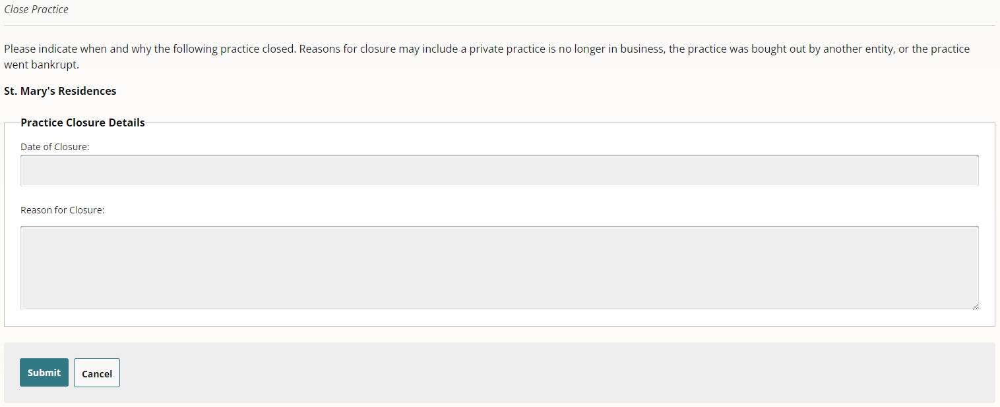 Close Practice
Please indicate when and why the following practice closed. Reasons for closure may include a private practice is no longer in business, the practice was bought out by another entity, or the practice
went bankrupt.
St. Mary's Residences
Practice Closure Details
Date of Closure:
Reason for Closure:
Submit Cancel